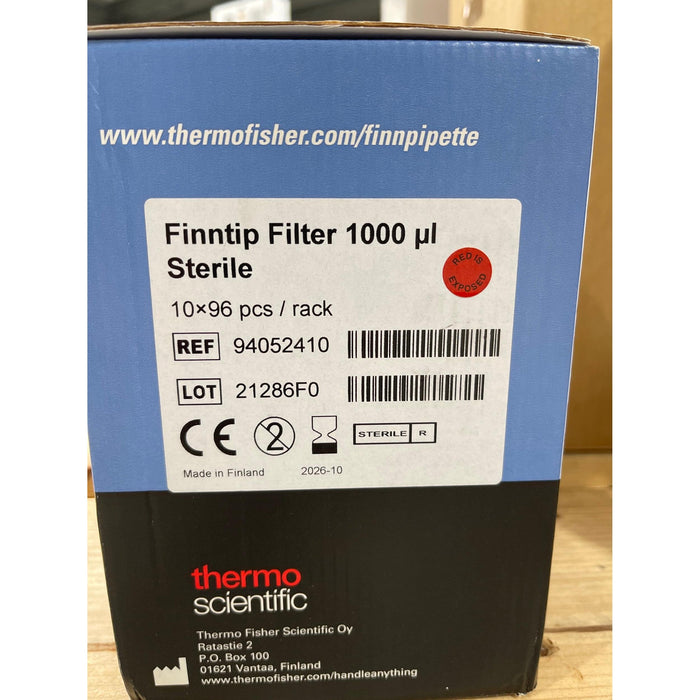 www.thermofisher.com/finnpipette
Finntip Filter 1000 µl
Sterile
RED IS
EXPOSED
10×96 pcs / rack
REF 94052410
LOT 21286F0
CE 2 STERILE R
Made in Finland 2026-10
thermo
scientific
Thermo Fisher Scientific Oy
Ratastie 2
P.O. Box 100
01621 Vantaa, Finland
www.thermofisher.com/handleanything